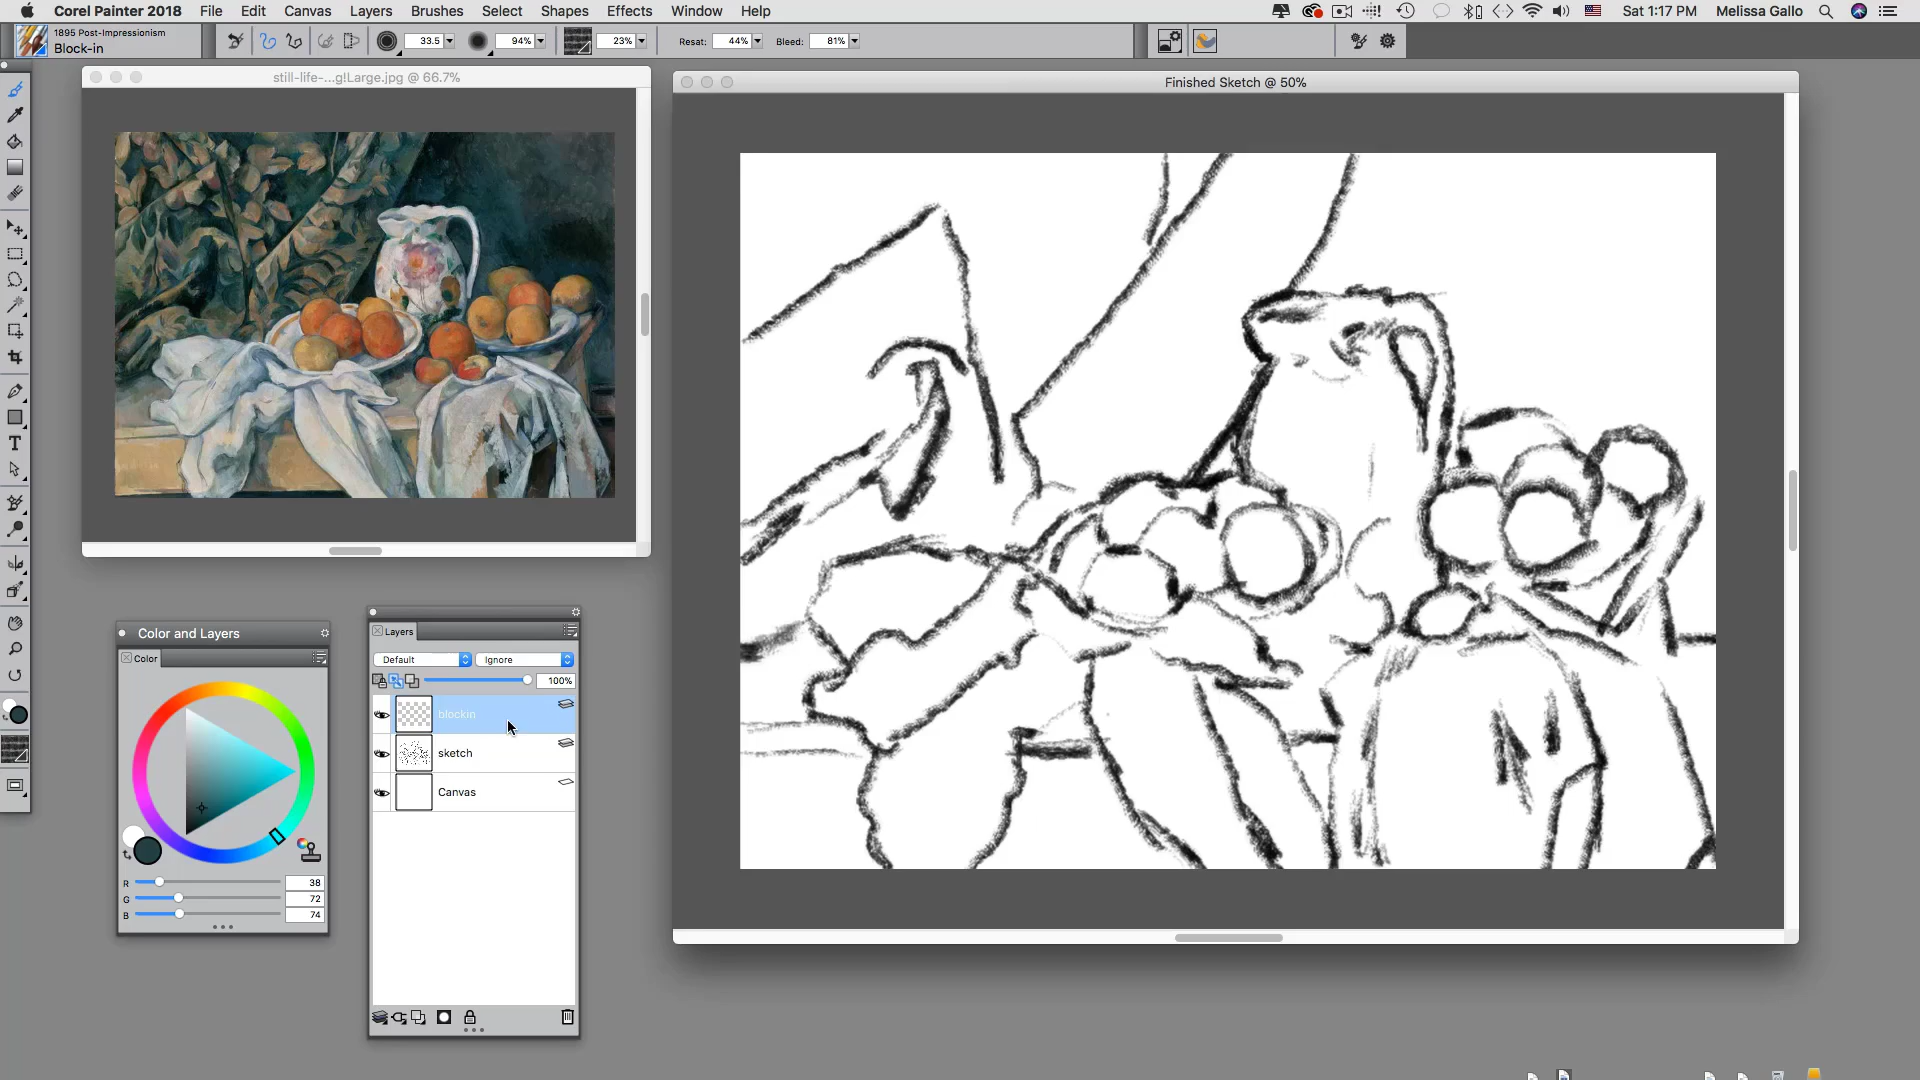 Corel Painter 2018 File Edit Canvas Layers Brushes Select Shapes Effects Window Help Sat 1:17 PM Melissa Gallo
1895 Post-Impressionism
Block-in
33.5 94% 23% Resat: 44% Bleed: 81%
still-life-...g!Large.jpg @ 66.7%
Finished Sketch @ 50%
T
Color and Layers
Color
R 38
G 72
B 74
Layers
Default Ignore
100%
blockin
sketch
Canvas